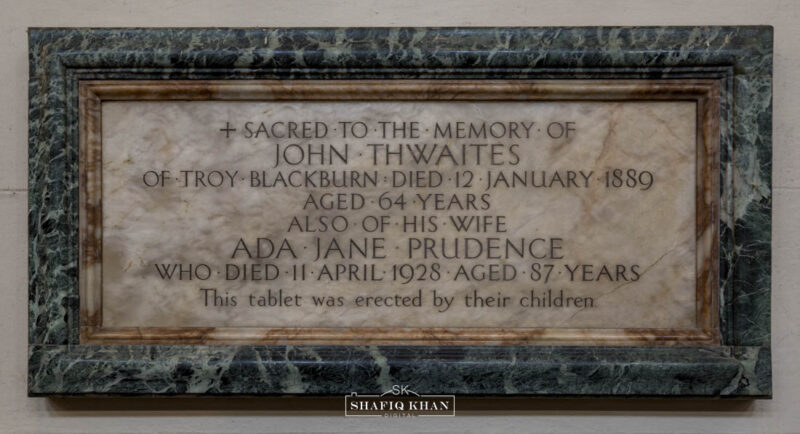 + SACRED · TO · THE · MEMORY · OF
JOHN · THWAITES
OF · TROY · BLACKBURN · DIED · 12 · JANUARY · 1889
AGED · 64 · YEARS
ALSO · OF · HIS · WIFE
ADA · JANE · PRUDENCE
WHO · DIED · 11 · APRIL · 1928 · AGED · 87 · YEARS
This tablet was erected by their children.
SK
SHAFIQ KHAN
DIGITAL